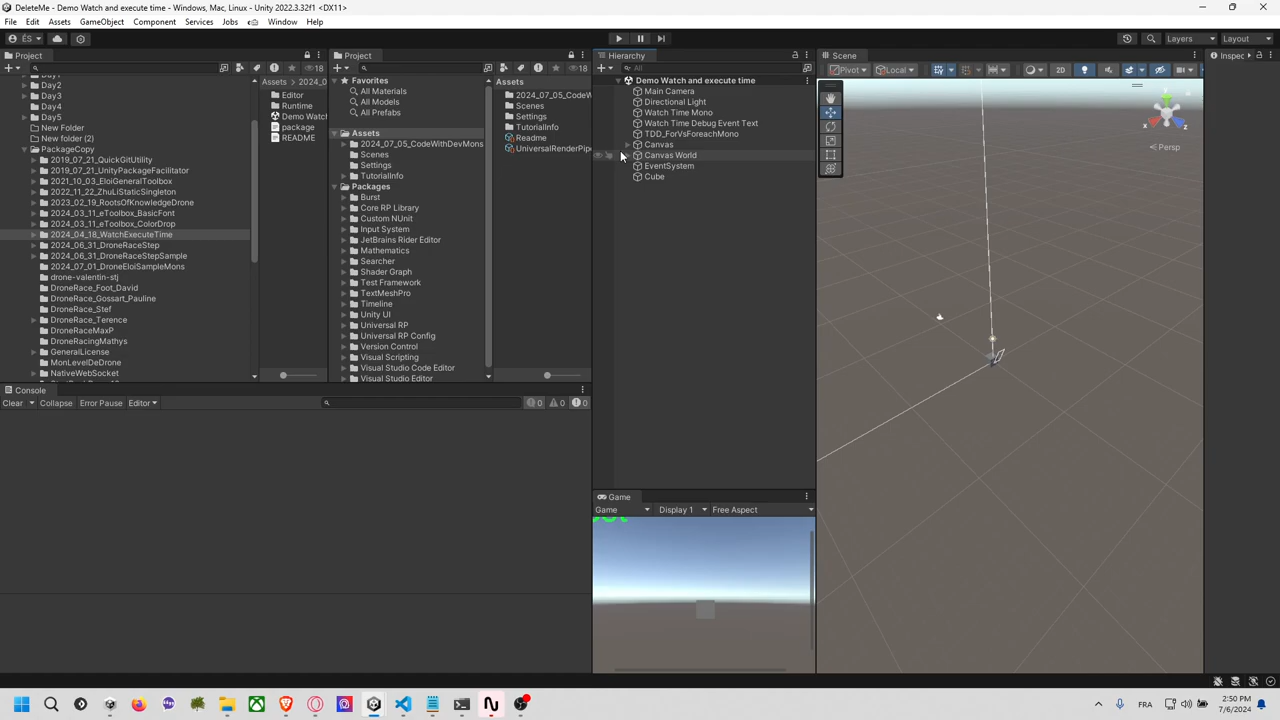 DeleteMe - Demo Watch and execute time - Windows, Mac, Linux - Unity 2022.3.32f1 <DX11>
File Edit Assets GameObject Component Services Jobs Window Help
ÉS
Layers Layout
Project
18
Day2
Day3
Day4
Day5
New Folder
New folder (2)
PackageCopy
2019_07_21_QuickGitUtility
2019_07_21_UnityPackageFacilitator
2021_10_03_EloiGeneralToolbox
2022_11_22_ZhuLiStaticSingleton
2023_02_19_RootsOfKnowledgeDrone
2024_03_11_eToolbox_BasicFont
2024_03_11_eToolbox_ColorDrop
2024_04_18_WatchExecuteTime
2024_06_31_DroneRaceStep
2024_06_31_DroneRaceStepSample
2024_07_01_DroneEloiSampleMons
drone-valentin-stj
DroneRace_Foot_David
DroneRace_Gossart_Pauline
DroneRace_Stef
DroneRace_Terence
DroneRaceMaxP
DroneRacingMathys
GeneralLicense
MonLevelDeDrone
NativeWebSocket
Assets 2024_0
Editor
Runtime
Demo Watch
package
README
Project
18
Favorites
All Materials
All Models
All Prefabs
Assets
2024_07_05_CodeWithDevMons
Scenes
Settings
TutorialInfo
Packages
Burst
Core RP Library
Custom NUnit
Input System
JetBrains Rider Editor
Mathematics
Searcher
Shader Graph
Test Framework
TextMeshPro
Timeline
Unity UI
Universal RP
Universal RP Config
Version Control
Visual Scripting
Visual Studio Code Editor
Visual Studio Editor
Assets
2024_07_05_CodeW
Scenes
Settings
TutorialInfo
Readme
UniversalRenderPipe
Hierarchy
All
Demo Watch and execute time
Main Camera
Directional Light
Watch Time Mono
Watch Time Debug Event Text
TDD_ForVsForeachMono
Canvas
Canvas World
EventSystem
Cube
Scene
Pivot Local 2D
y
x
z
Persp
Inspec
Console
Clear Collapse Error Pause Editor
0 0 0
Game
Game Display 1 Free Aspect
FRA
2:50 PM
7/6/2024